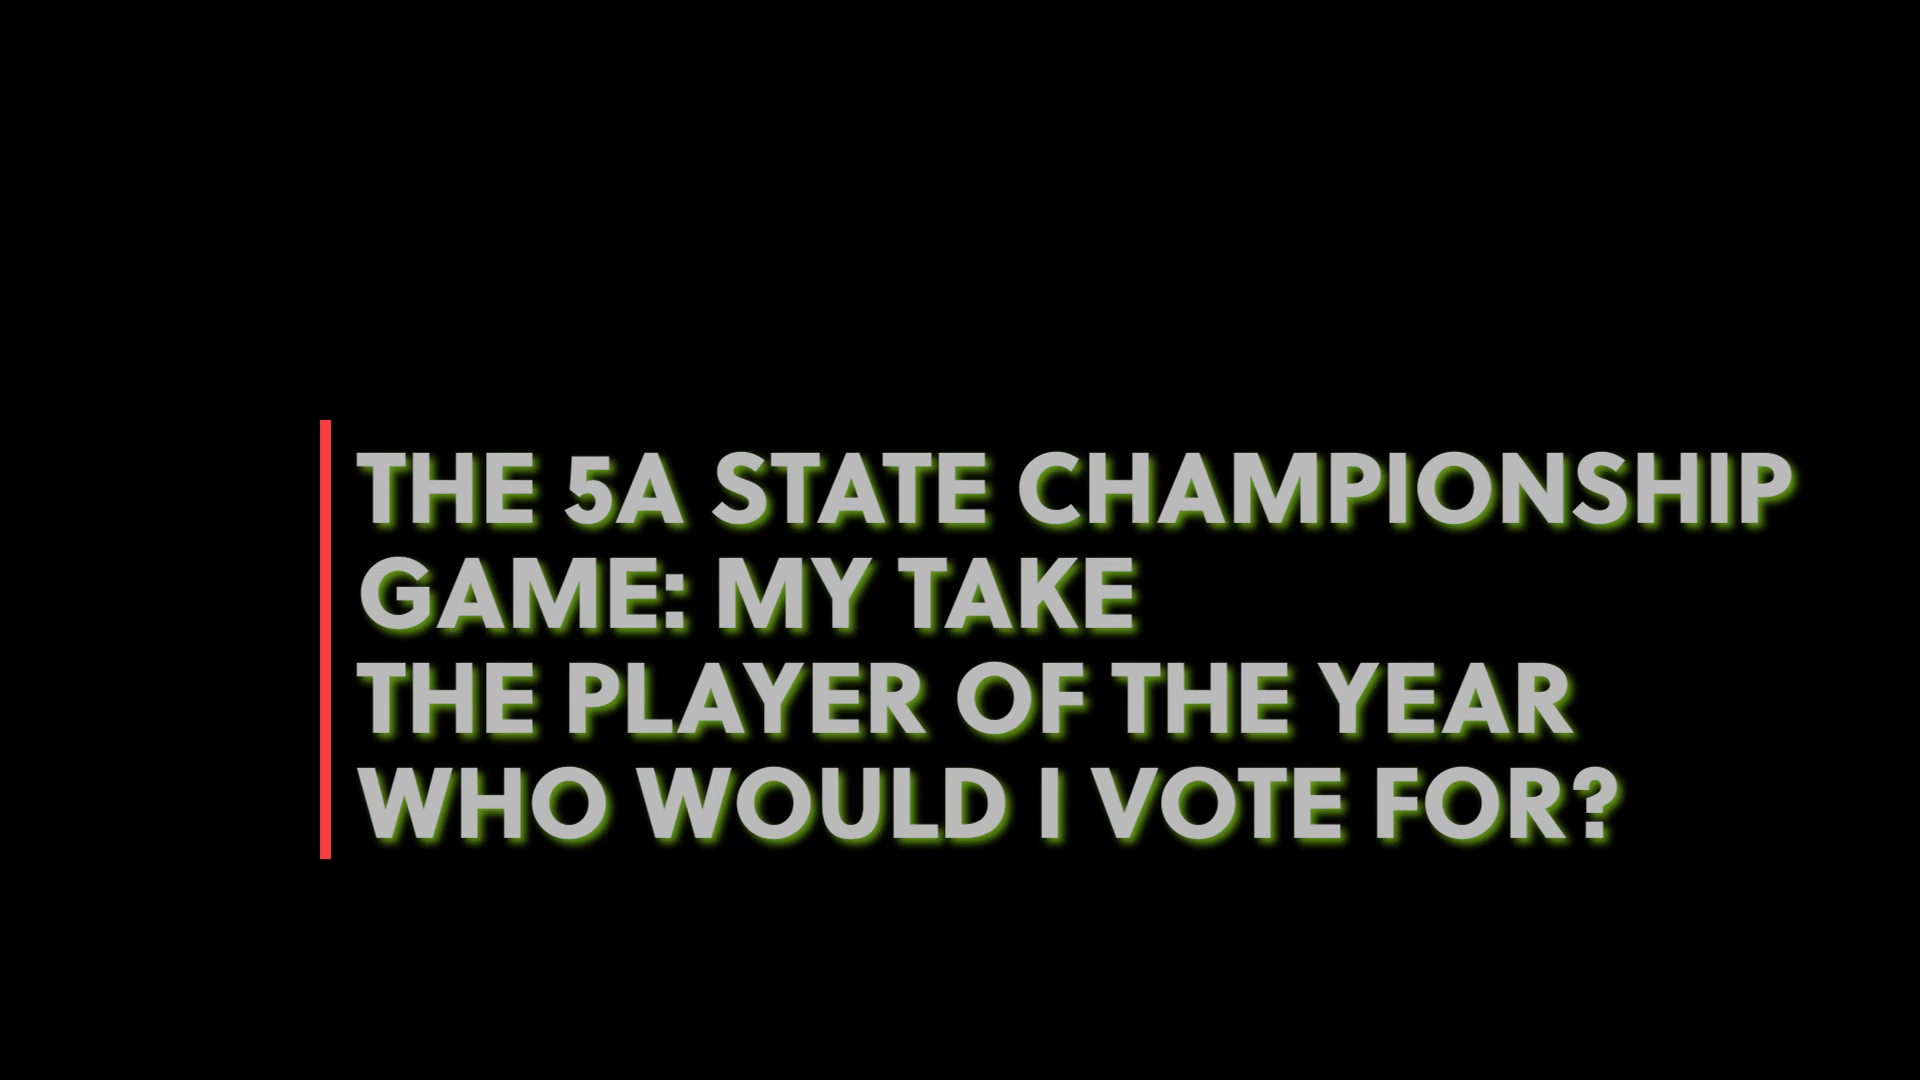 THE 5A STATE CHAMPIONSHIP
GAME: MY TAKE
THE PLAYER OF THE YEAR
WHO WOULD I VOTE FOR?